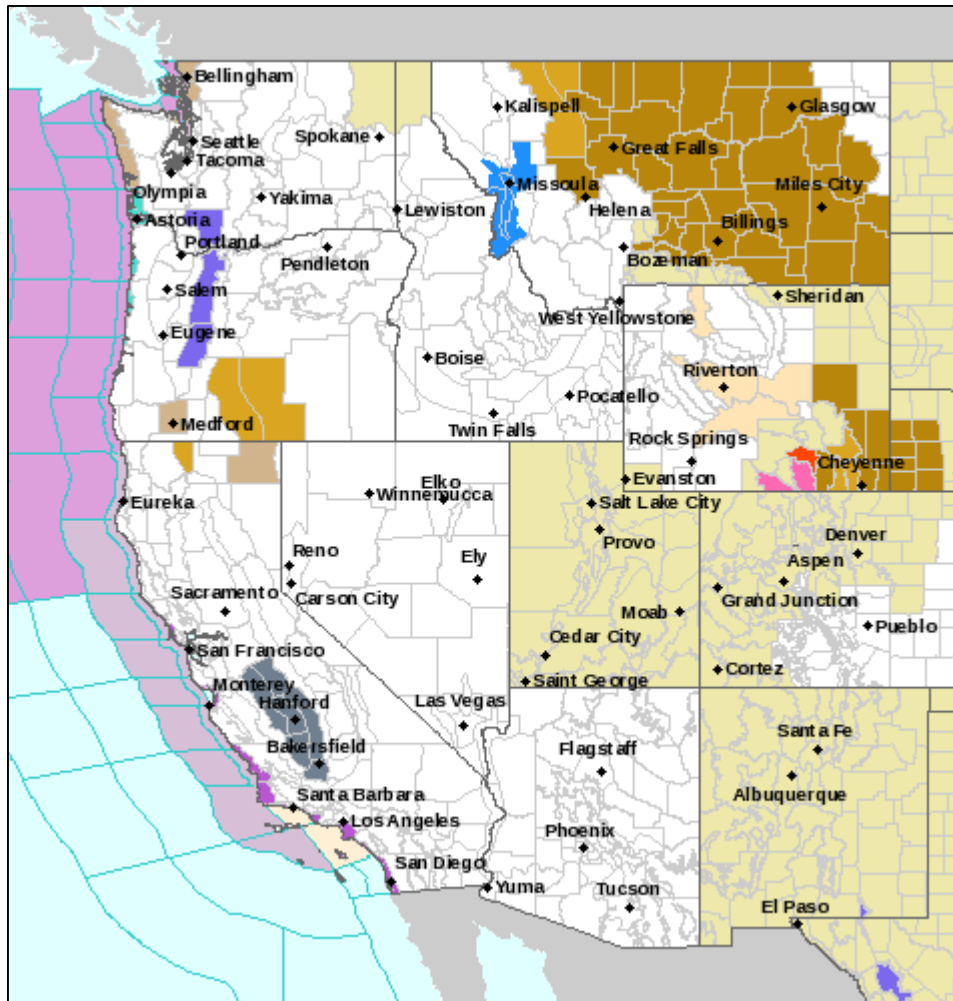 Bellingham
Kalispell
Glasgow
Seattle
Spokane
Great Falls
Tacoma
Missoula
Miles City
Olympia
Yakima
Lewiston
Helena
Astoria
Billings
Portland
Bozeman
Pendleton
Salem
Sheridan
West Yellowstone
Eugene
Boise
Riverton
Pocatello
Medford
Twin Falls
Rock Springs
Cheyenne
Elko
Evanston
Winnemucca
Eureka
Salt Lake City
Provo
Denver
Reno
Ely
Aspen
Sacramento
Carson City
Grand Junction
Moab
Pueblo
Cedar City
San Francisco
Cortez
Saint George
Monterey
Hanford
Las Vegas
Bakersfield
Flagstaff
Santa Fe
Santa Barbara
Albuquerque
Los Angeles
Phoenix
San Diego
Yuma
Tucson
El Paso